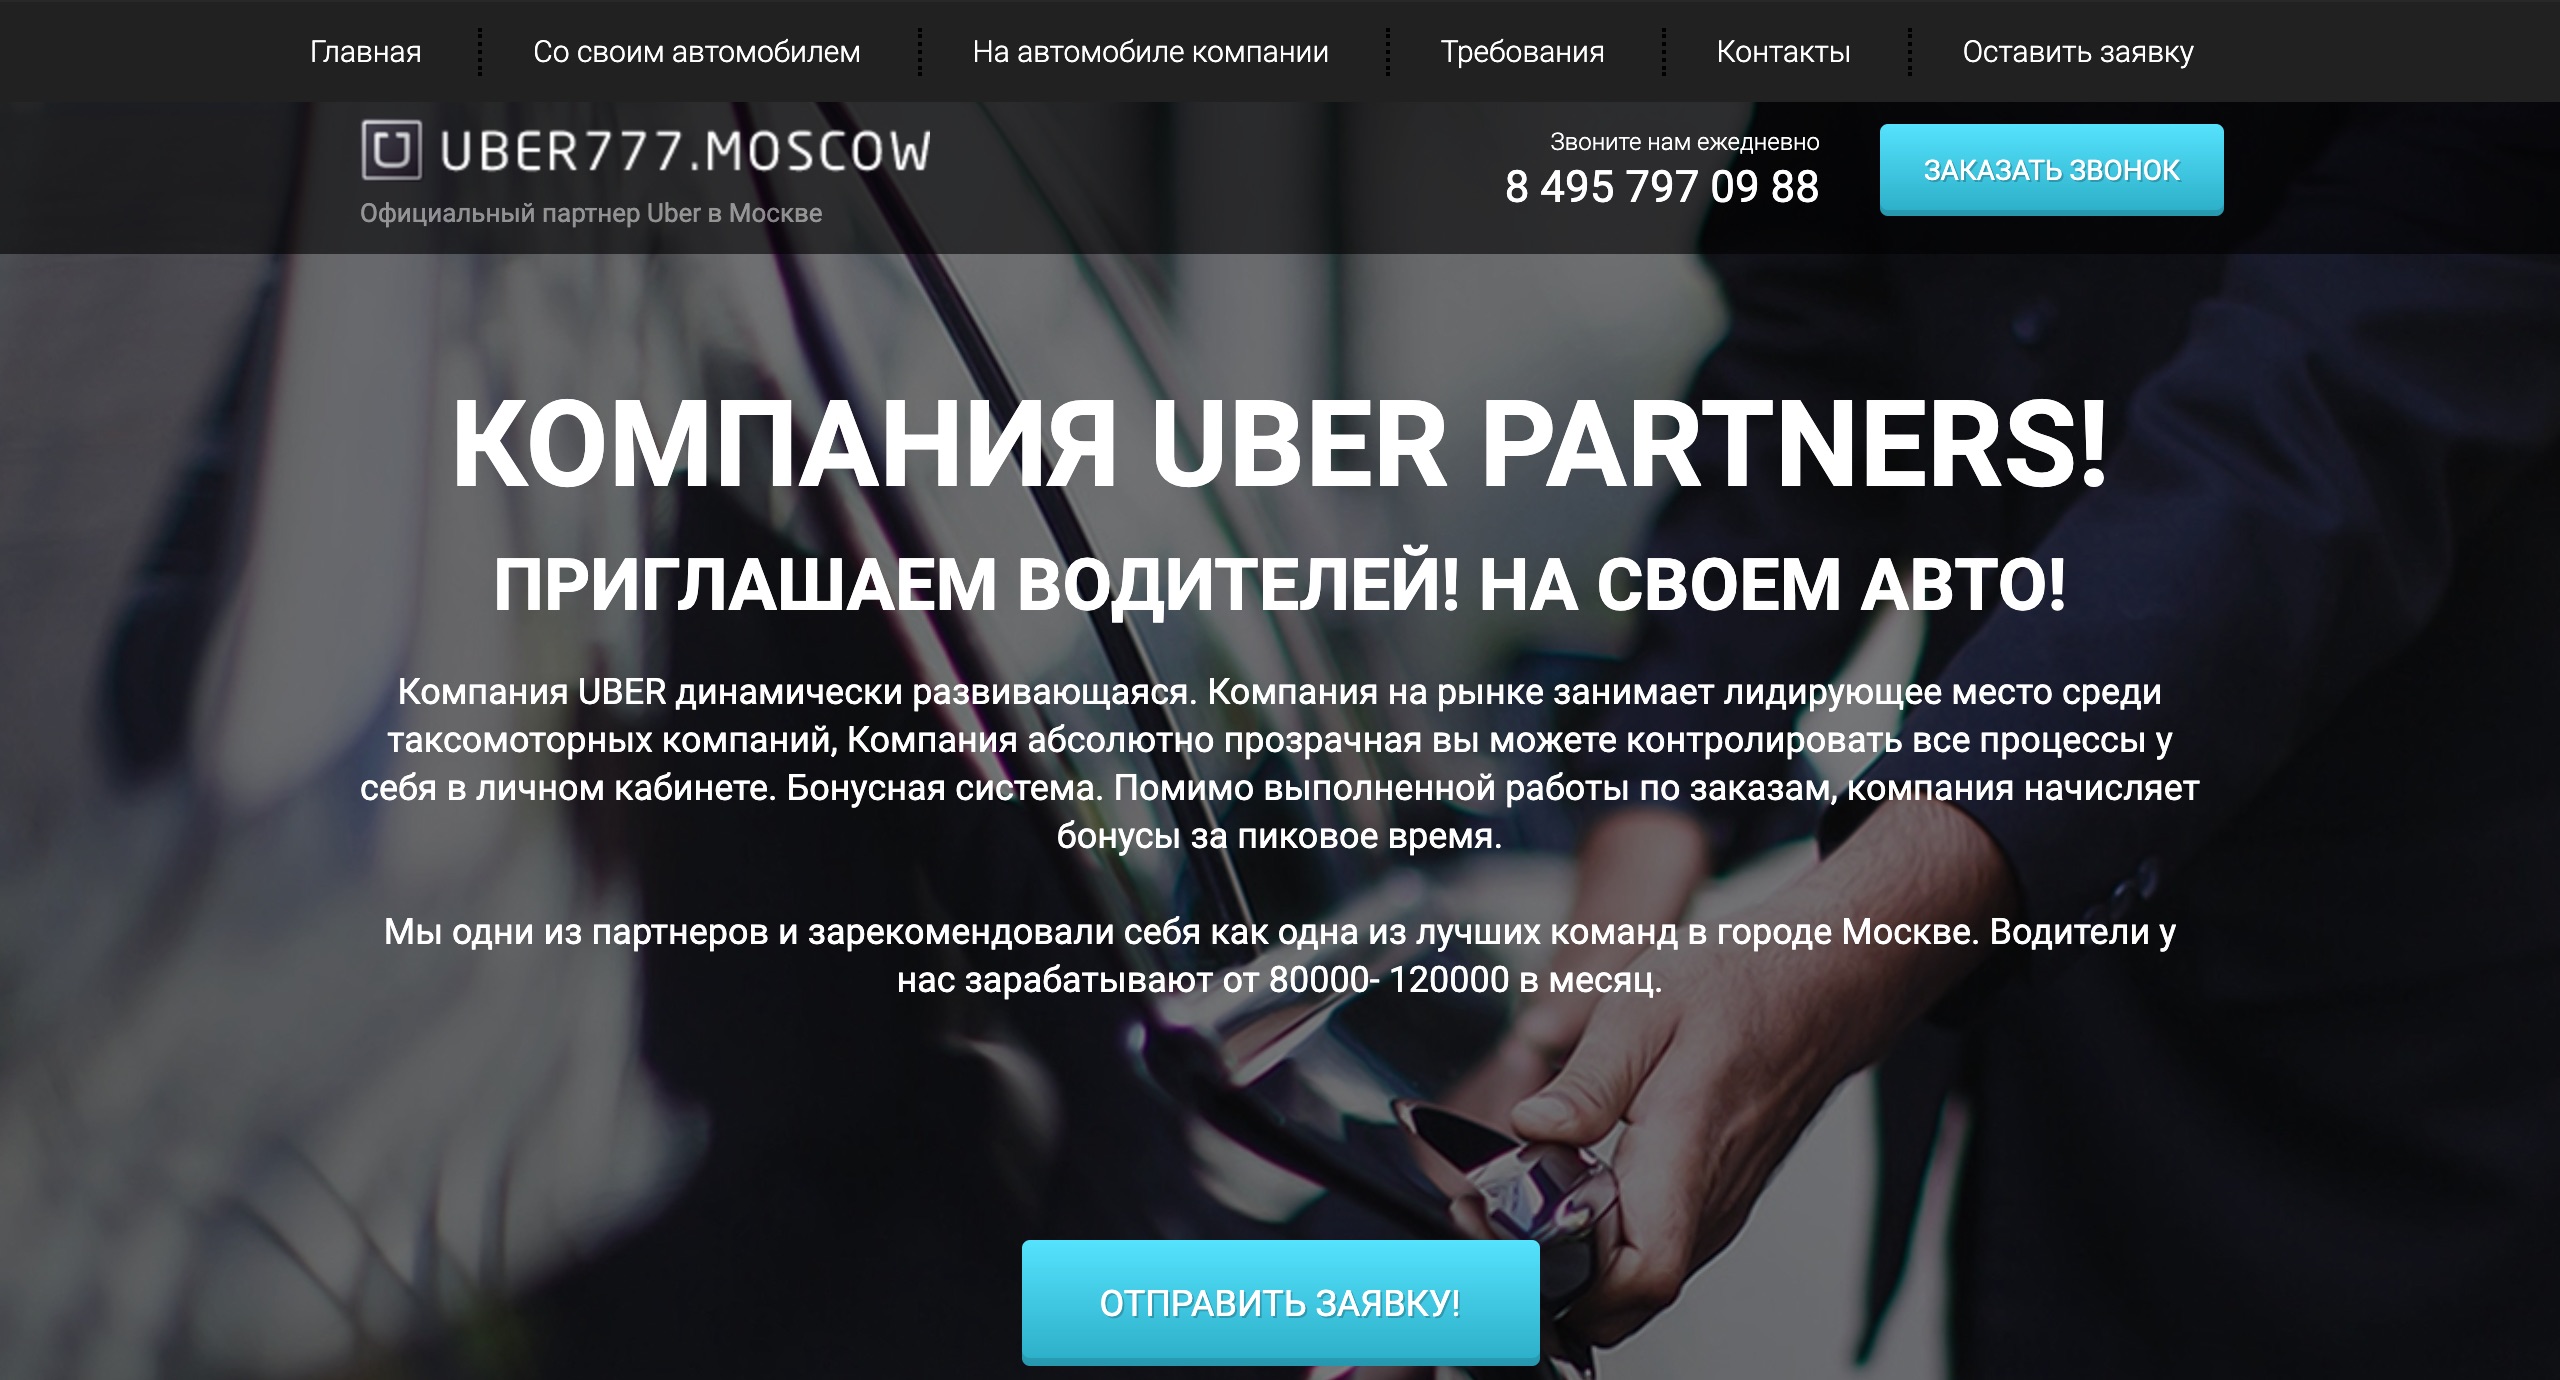 Главная
Со своим автомобилем
На автомобиле компании
Требования
Контакты
Оставить заявку
UBER777.MOSCOW
Официальный партнер Uber в Москве
Звоните нам ежедневно
8 495 797 09 88
ЗАКАЗАТЬ ЗВОНОК
КОМПАНИЯ UBER PARTNERS!
ПРИГЛАШАЕМ ВОДИТЕЛЕЙ! НА СВОЕМ АВТО!
Компания UBER динамически развивающаяся. Компания на рынке занимает лидирующее место среди
таксомоторных компаний, Компания абсолютно прозрачная вы можете контролировать все процессы у
себя в личном кабинете. Бонусная система. Помимо выполненной работы по заказам, компания начисляет
бонусы за пиковое время.
Мы одни из партнеров и зарекомендовали себя как одна из лучших команд в городе Москве. Водители у
нас зарабатывают от 80000- 120000 в месяц.
ОТПРАВИТЬ ЗАЯВКУ!